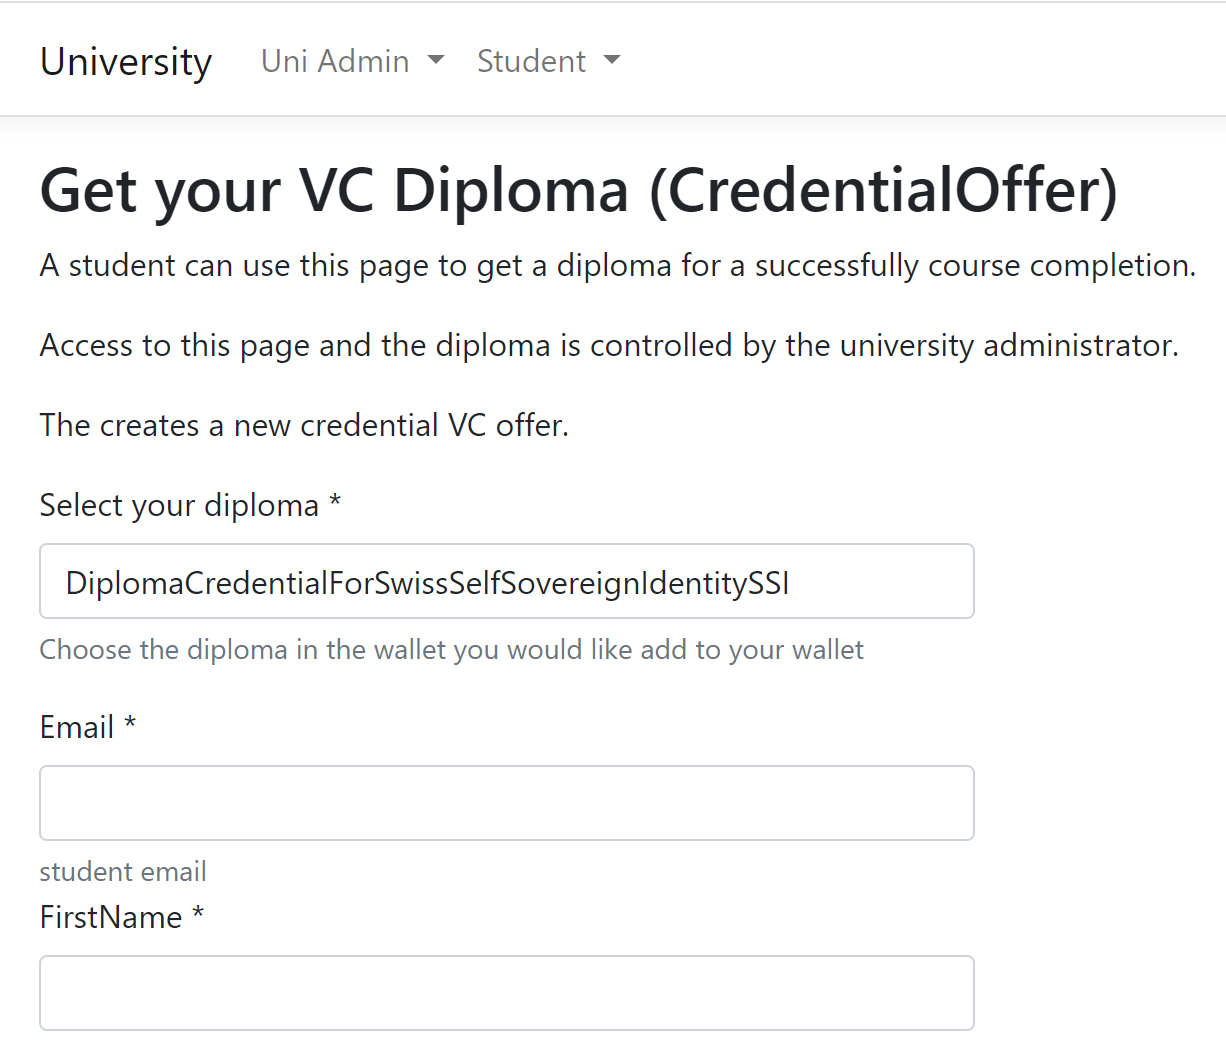 University Uni Admin Student
Get your VC Diploma (CredentialOffer)
A student can use this page to get a diploma for a successfully course completion.
Access to this page and the diploma is controlled by the university administrator.
The creates a new credential VC offer.
Select your diploma *
DiplomaCredentialForSwissSelfSovereignIdentitySSI
Choose the diploma in the wallet you would like add to your wallet
Email *
student email
FirstName *